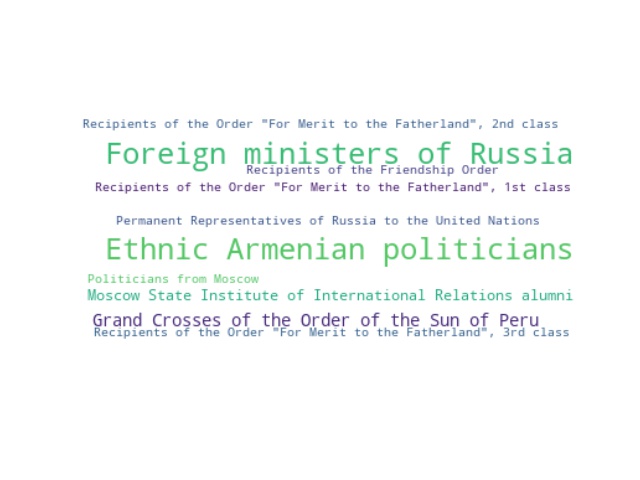 Recipients of the Order "For Merit to the Fatherland", 2nd class
Foreign ministers of Russia
Recipients of the Friendship Order
Recipients of the Order "For Merit to the Fatherland", 1st class
Permanent Representatives of Russia to the United Nations
Ethnic Armenian politicians
Politicians from Moscow
Moscow State Institute of International Relations alumni
Grand Crosses of the Order of the Sun of Peru
Recipients of the Order "For Merit to the Fatherland", 3rd class